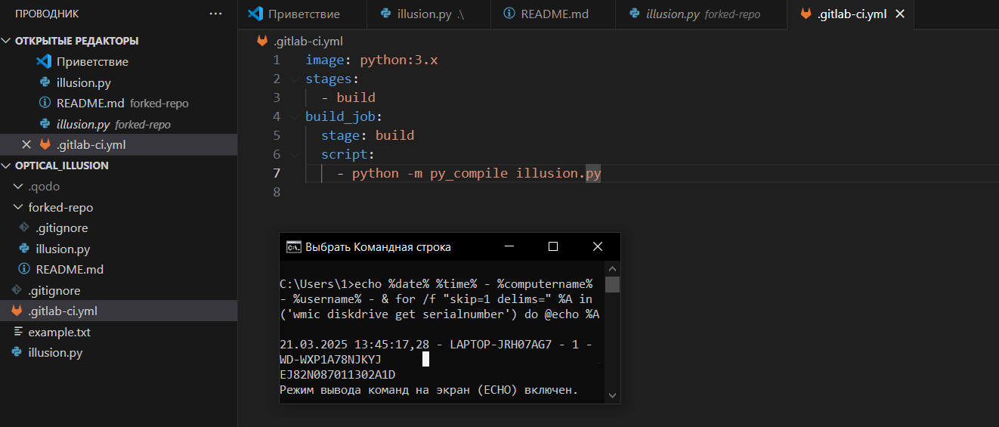 ПРОВОДНИК
ОТКРЫТЫЕ РЕДАКТОРЫ
Приветствие
illusion.py
README.md forked-repo
illusion.py forked-repo
.gitlab-ci.yml
OPTICAL_ILLUSION
.qodo
forked-repo
.gitignore
illusion.py
README.md
.gitignore
.gitlab-ci.yml
example.txt
illusion.py
Приветствие
illusion.py .\
README.md
illusion.py forked-repo
.gitlab-ci.yml
.gitlab-ci.yml
1 image: python:3.x
2 stages:
3 - build
4 build_job:
5 stage: build
6 script:
7 - python -m py_compile illusion.py
8
Выбрать Командная строка
C:\Users\1>echo %date% %time% - %computername%
- %username% - & for /f "skip=1 delims=" %A in
('wmic diskdrive get serialnumber') do @echo %A
21.03.2025 13:45:17,28 - LAPTOP-JRH07AG7 - 1 -
WD-WXP1A78NJKYJ
EJ82N087011302A1D
Режим вывода команд на экран (ECHO) включен.